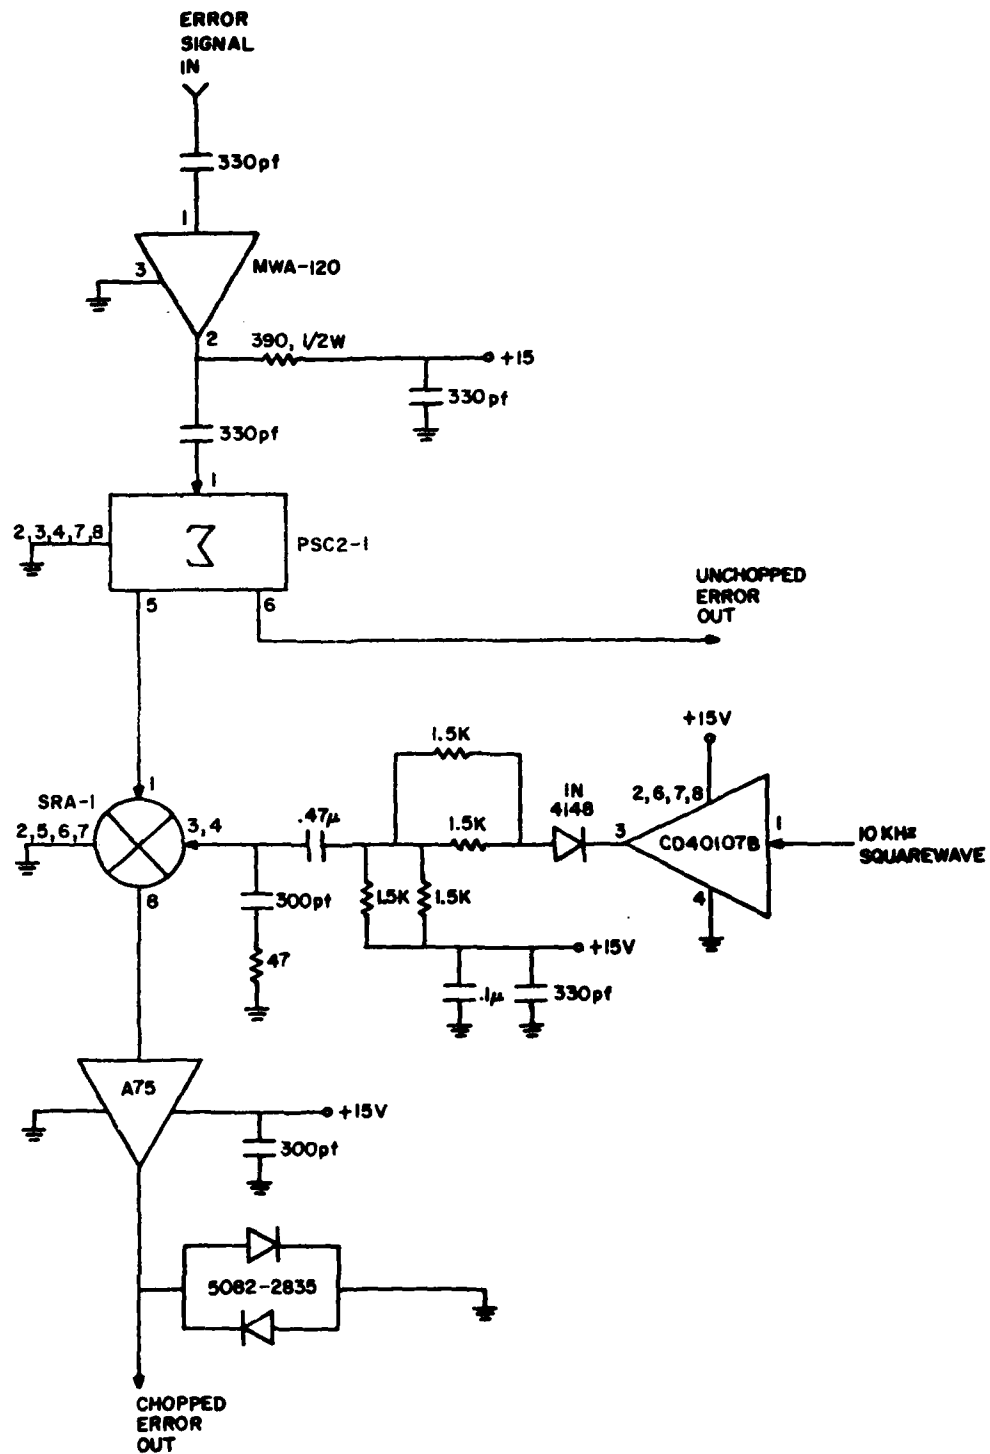 ERROR
SIGNAL
IN
330pf
1
3
MWA-120
2
390, 1/2W
+15
330pf
330pf
1
2,3,4,7,8
Σ
PSC2-1
5
6
UNCHOPPED
ERROR
OUT
+15V
1.5K
1
SRA-1
IN
4148
2,6,7,8
2,5,6,7
3,4
.47µ
1.5K
3
CD40107B
1
10 KHz
SQUAREWAVE
8
300pf
1.5K
1.5K
4
47
+15V
.1µ
330pf
A75
+15V
300pf
5082-2835
CHOPPED
ERROR
OUT